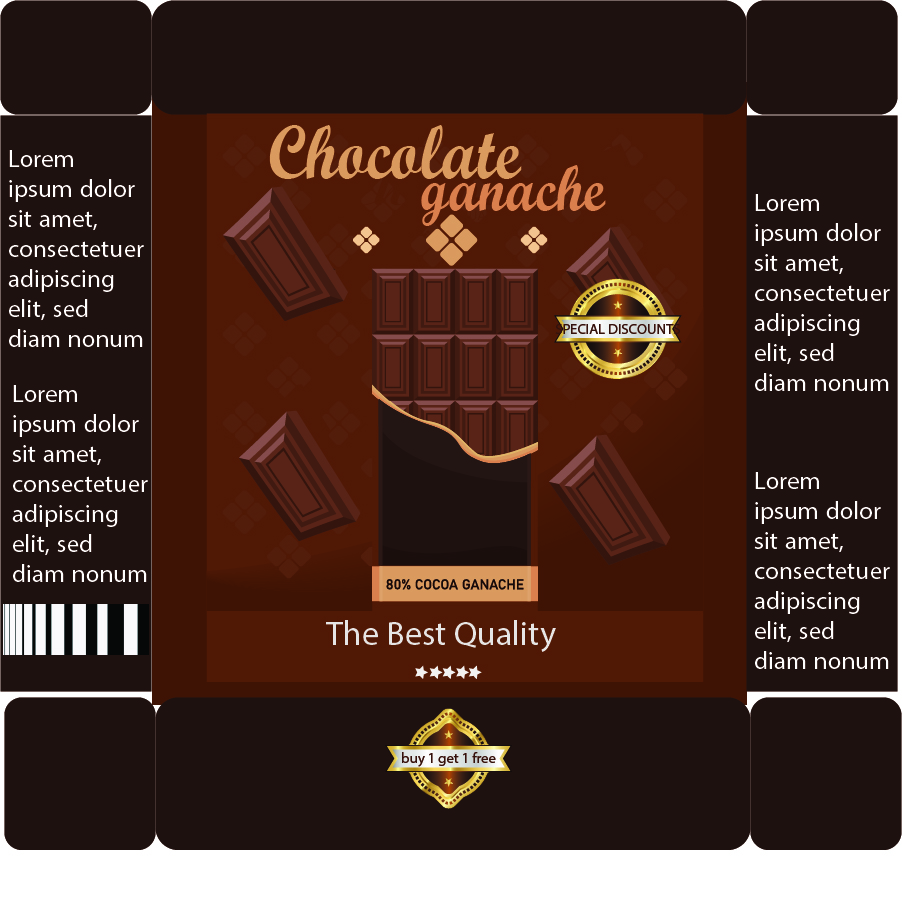 Chocolate
ganache
Lorem
ipsum dolor
sit amet,
consectetuer
adipiscing
elit, sed
diam nonum
Lorem
ipsum dolor
sit amet,
consectetuer
adipiscing
elit, sed
diam nonum
PECIAL DISCOUNT
80% COCOA GANACHE
The Best Quality
buy 1 get 1 free
Lorem
ipsum dolor
sit amet,
consectetuer
adipiscing
elit, sed
diam nonum
Lorem
ipsum dolor
sit amet,
consectetuer
adipiscing
elit, sed
diam nonum